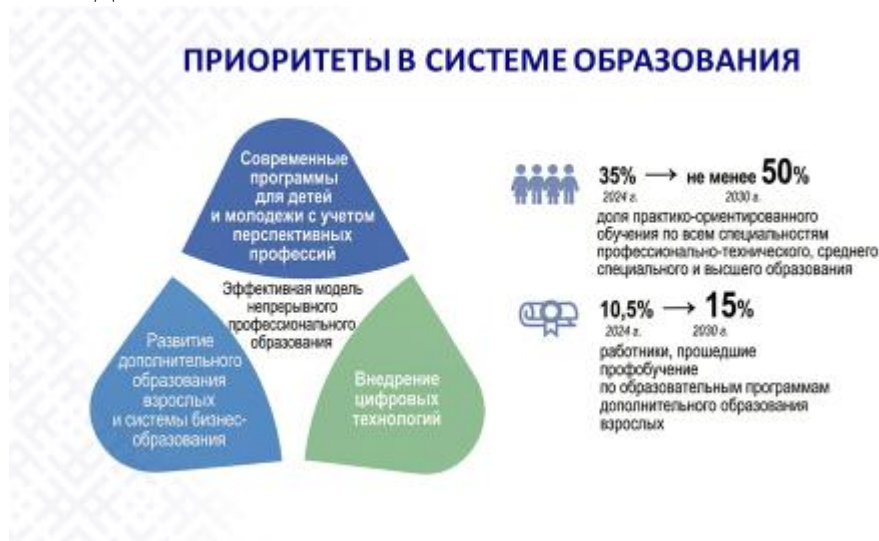 ПРИОРИТЕТЫ В СИСТЕМЕ ОБРАЗОВАНИЯ
Современные
программы
для детей
и молодежи с учетом
перспективных
профессий
Эффективная модель
непрерывного
профессионального
образования
Развитие
дополнительного
образования
взрослых
и системы бизнес-
образования
Внедрение
цифровых
технологий
35% → не менее 50%
2024 г. 2030 г.
доля практико-ориентированного
обучения по всем специальностям
профессионально-технического, среднего
специального и высшего образования
10,5% → 15%
2024 г. 2030 г.
работники, прошедшие
профобучение
по образовательным программам
дополнительного образования
взрослых